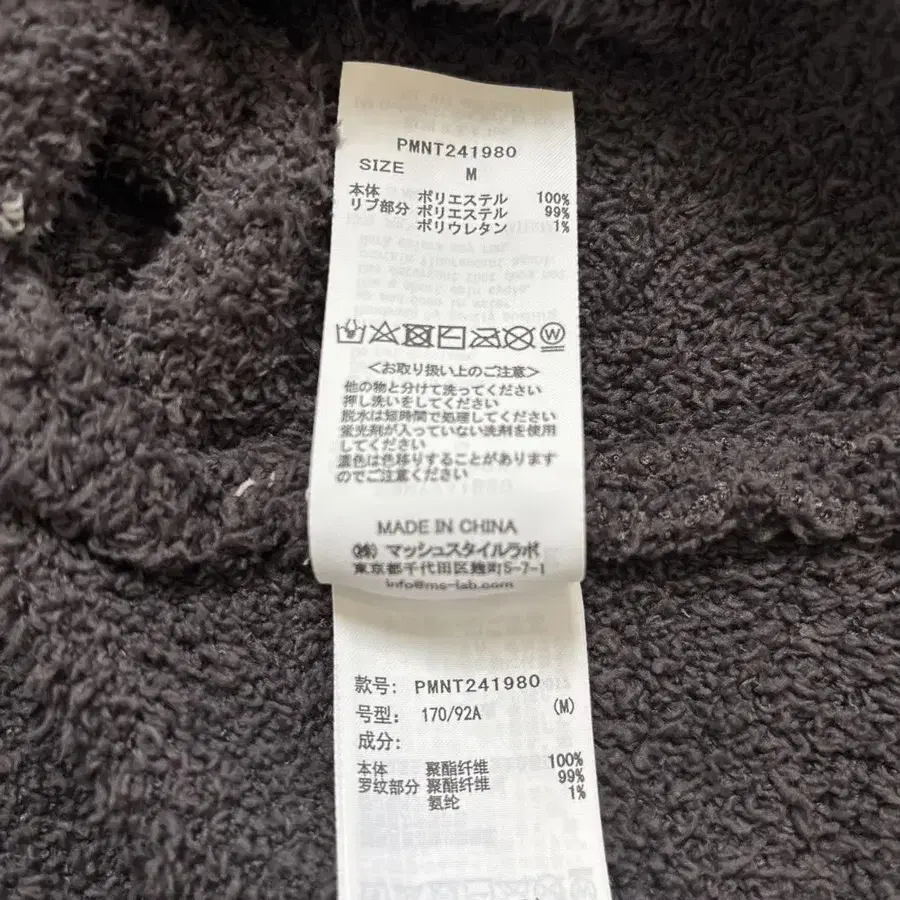 PMNT241980
SIZE M
本体 ポリエステル 100%
リブ部分 ポリエステル 99%
ポリウレタン 1%
W
<お取り扱い上のご注意>
他の物と分けて洗ってください
押し洗いをしてください
脱水は短時間で処理してください
蛍光剤が入っていない洗剤を使用
してください
濃色は色移りすることがあります
のでご注意ください
MADE IN CHINA
(株) マッシュスタイルラボ
東京都千代田区麹町5-7-1
info@ms-lab.com
款号: PMNT241980
号型: 170/92A (M)
成分:
本体 聚酯纤维 100%
罗纹部分 聚酯纤维 99%
氨纶 1%